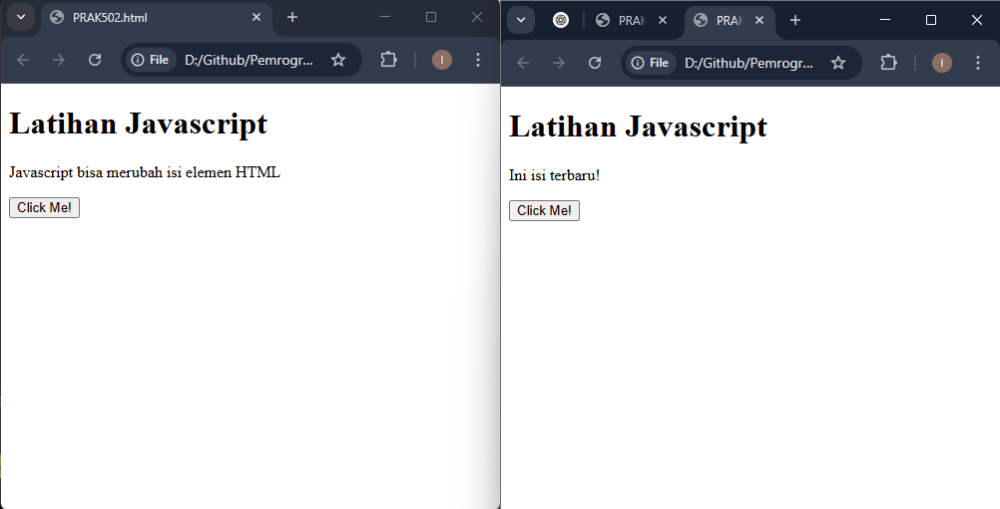 PRAK502.html
File D:/Github/Pemrogr...
I
Latihan Javascript
Javascript bisa merubah isi elemen HTML
Click Me!
PRAK
PRAK
File D:/Github/Pemrogr...
I
Latihan Javascript
Ini isi terbaru!
Click Me!